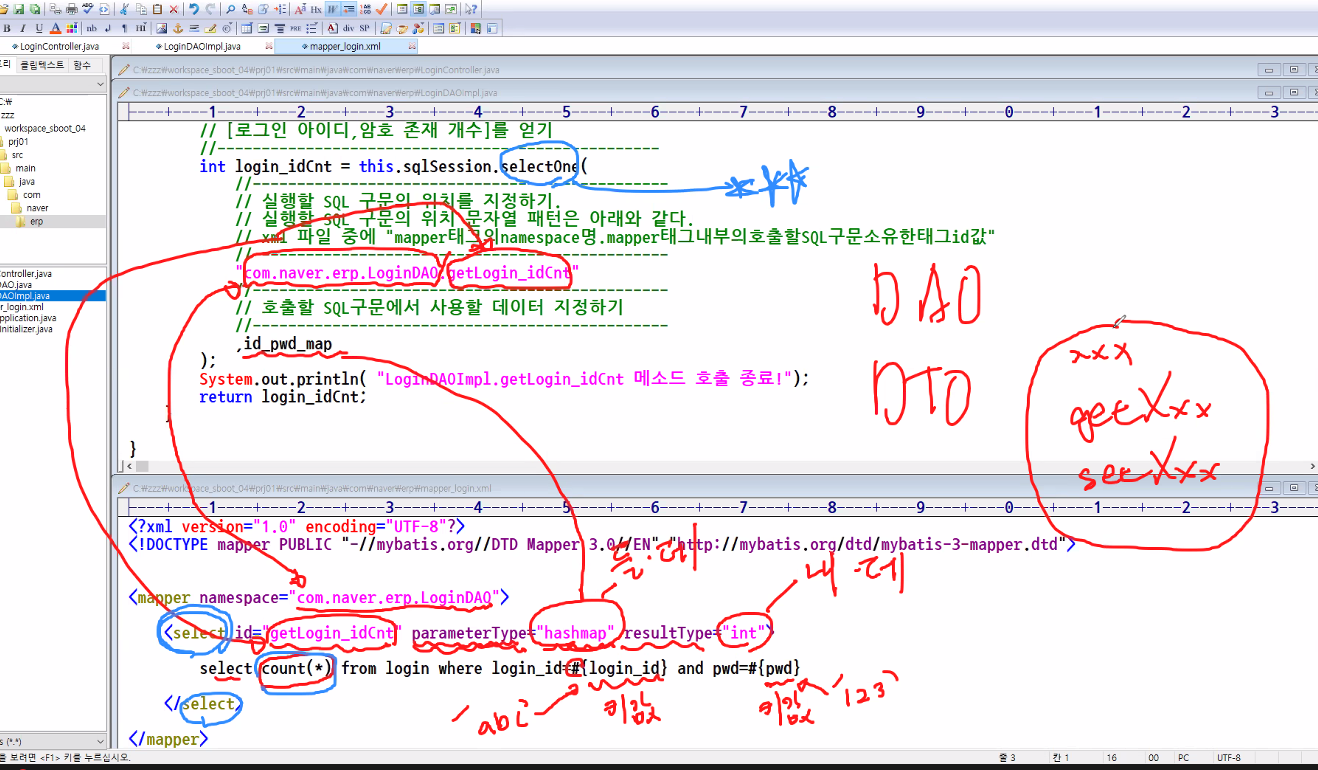 LoginController.java
LoginDAOImpl.java
mapper_login.xml
클립텍스트 함수
C:\zzz\workspace_sboot_04\prj01\src\main\java\com\naver\erp\LoginController.java
C:\zzz\workspace_sboot_04\prj01\src\main\java\com\naver\erp\LoginDAOImpl.java
zzz
workspace_sboot_04
prj01
src
main
java
com
naver
erp
ontroller.java
AO.java
AOImpl.java
r_login.xml
plication.java
Initializer.java
// [로그인 아이디,암호 존재 개수]를 얻기
//--------------------------------------------------
int login_idCnt = this.sqlSession.selectOne(
//-----------------------------------------------
// 실행할 SQL 구문의 위치를 지정하기.
// 실행할 SQL 구문의 위치 문자열 패턴은 아래와 같다.
// xml 파일 중에 "mapper태그의namespace명.mapper태그내부의호출할SQL구문소유한태그id값"
//-----------------------------------------------
"com.naver.erp.LoginDAO.getLogin_idCnt"
//-----------------------------------------------
// 호출할 SQL구문에서 사용할 데이터 지정하기
//-----------------------------------------------
,id_pwd_map
);
System.out.println( "LoginDAOImpl.getLogin_idCnt 메소드 호출 종료!");
return login_idCnt;
}
}
DAO
DTO
xxx
getXxx
setXxx
C:\zzz\workspace_sboot_04\prj01\src\main\java\com\naver\erp\mapper_login.xml
<?xml version="1.0" encoding="UTF-8"?>
<!DOCTYPE mapper PUBLIC "-//mybatis.org//DTD Mapper 3.0//EN" "http://mybatis.org/dtd/mybatis-3-mapper.dtd">
<mapper namespace="com.naver.erp.LoginDAO">
<select id="getLogin_idCnt" parameterType="hashmap" resultType="int">
select count(*) from login where login_id=#{login_id} and pwd=#{pwd}
</select>
</mapper>
키값
키값
'123'
s (*.*)
를 보려면 <F1> 키를 누르십시오.
줄 3 칸 1 16 00 PC UTF-8